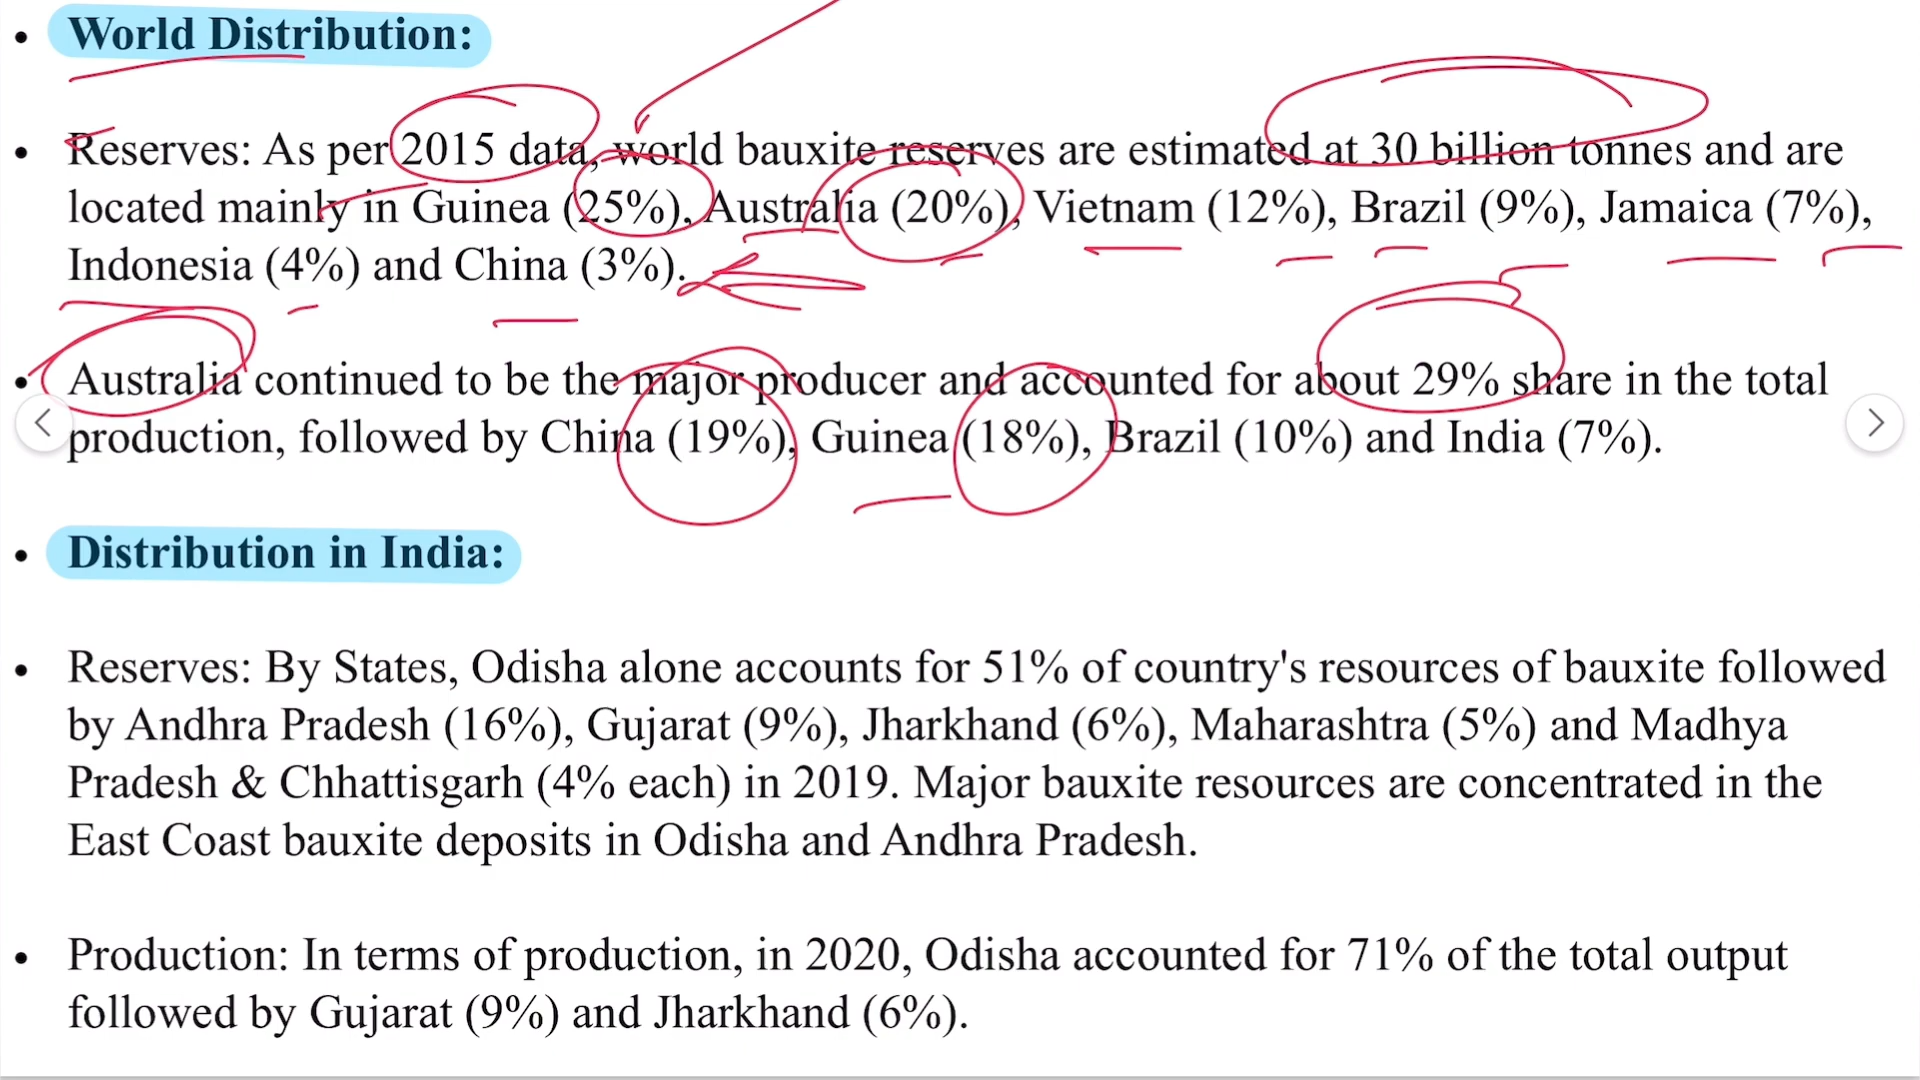 • World Distribution:
• Reserves: As per 2015 data, world bauxite reserves are estimated at 30 billion tonnes and are
located mainly in Guinea (25%), Australia (20%), Vietnam (12%), Brazil (9%), Jamaica (7%),
Indonesia (4%) and China (3%).
• Australia continued to be the major producer and accounted for about 29% share in the total
production, followed by China (19%), Guinea (18%), Brazil (10%) and India (7%).
• Distribution in India:
• Reserves: By States, Odisha alone accounts for 51% of country's resources of bauxite followed
by Andhra Pradesh (16%), Gujarat (9%), Jharkhand (6%), Maharashtra (5%) and Madhya
Pradesh & Chhattisgarh (4% each) in 2019. Major bauxite resources are concentrated in the
East Coast bauxite deposits in Odisha and Andhra Pradesh.
• Production: In terms of production, in 2020, Odisha accounted for 71% of the total output
followed by Gujarat (9%) and Jharkhand (6%).